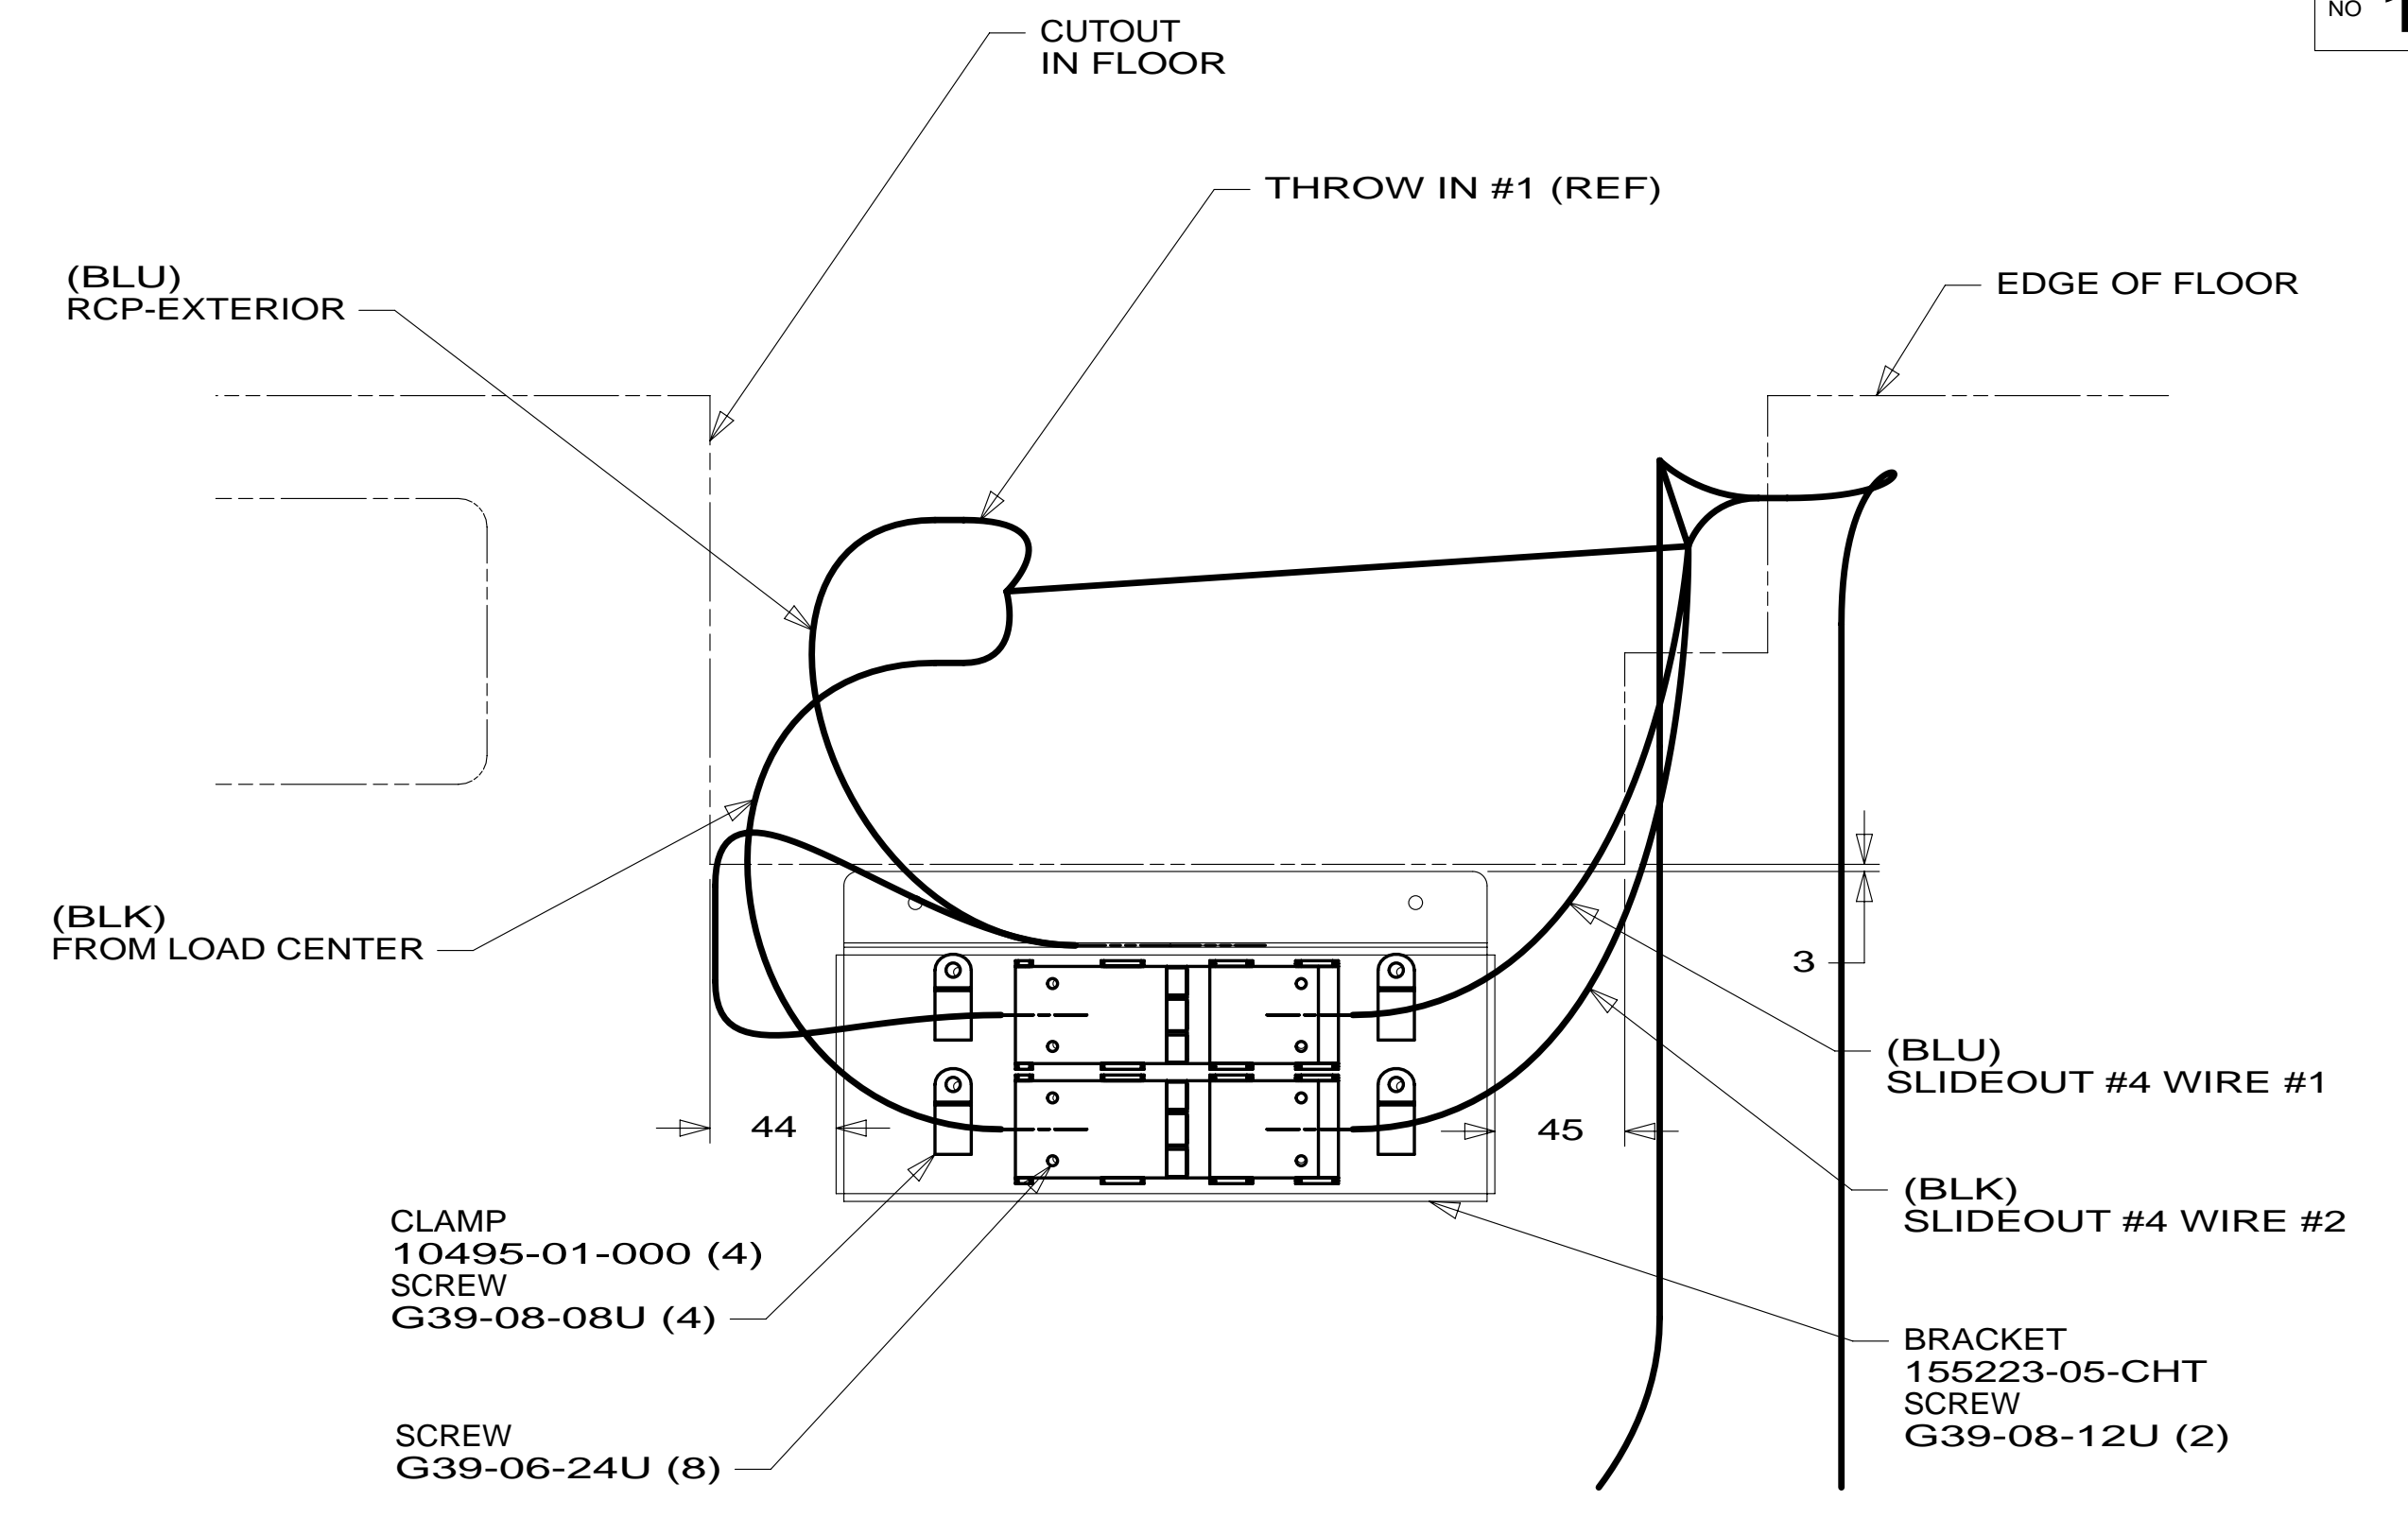 NO
CUTOUT
IN FLOOR
THROW IN #1 (REF)
(BLU)
RCP-EXTERIOR
EDGE OF FLOOR
(BLK)
FROM LOAD CENTER
3
(BLU)
SLIDEOUT #4 WIRE #1
44
45
(BLK)
SLIDEOUT #4 WIRE #2
CLAMP
10495-01-000 (4)
SCREW
G39-08-08U (4)
BRACKET
155223-05-CHT
SCREW
G39-08-12U (2)
SCREW
G39-06-24U (8)